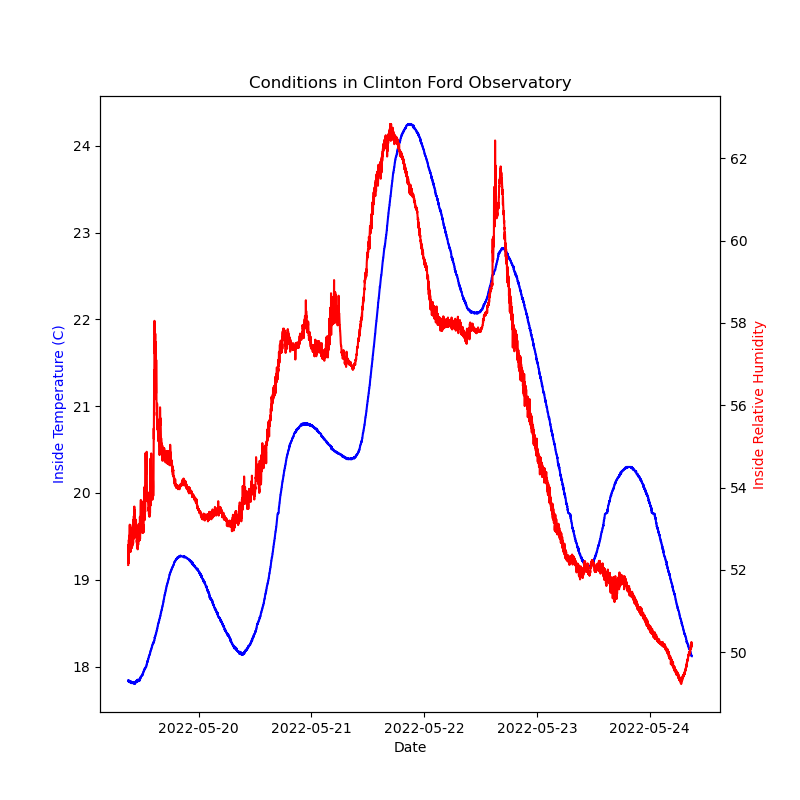 Conditions in Clinton Ford Observatory
Inside Temperature (C)
24
23
22
21
20
19
18
62
60
58
56
54
52
50
Inside Relative Humidity
2022-05-20 2022-05-21 2022-05-22 2022-05-23 2022-05-24
Date